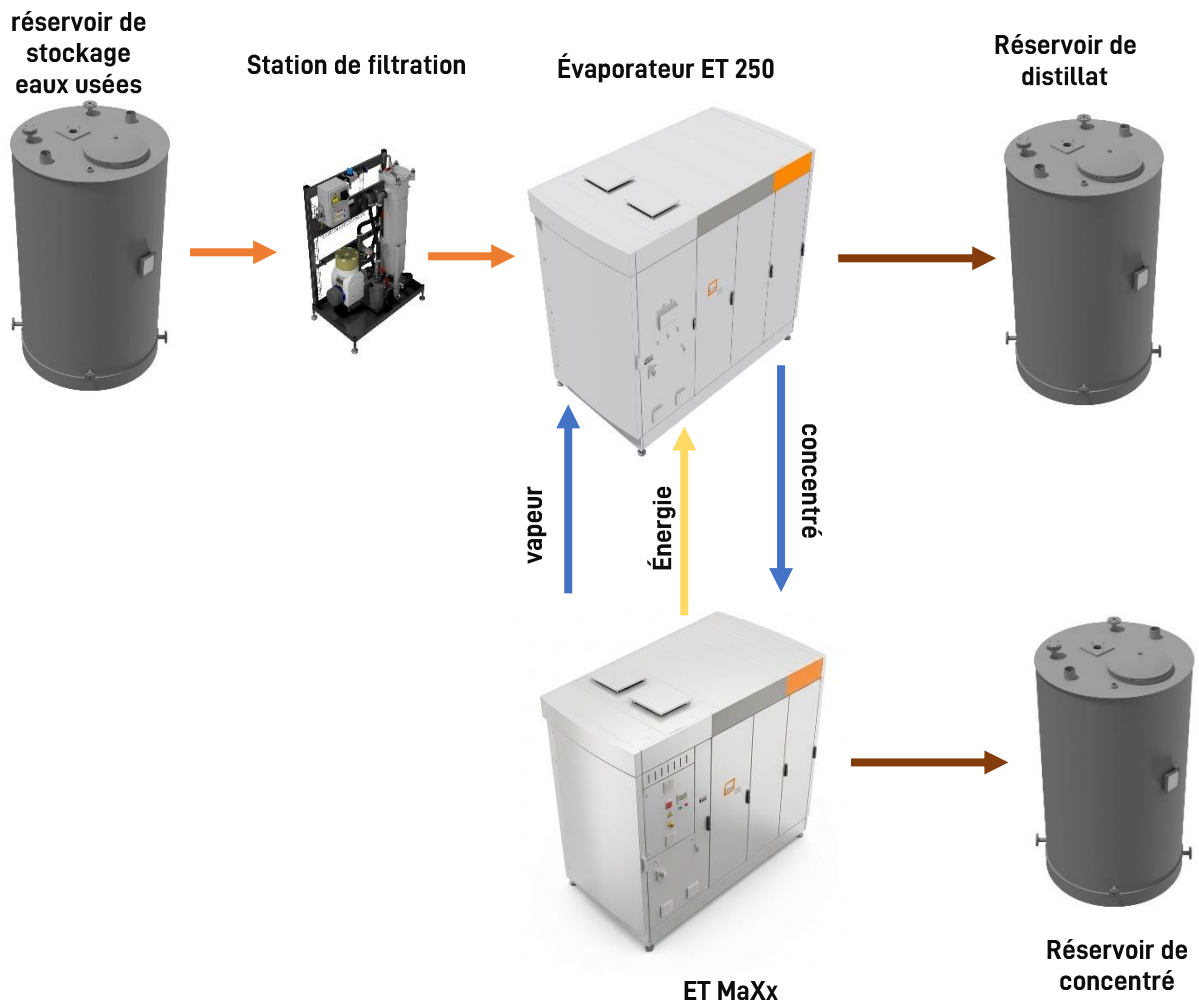 réservoir de
stockage
eaux usées
Station de filtration
Évaporateur ET 250
Réservoir de
distillat
vapeur
Énergie
concentré
ET MaXx
Réservoir de
concentré